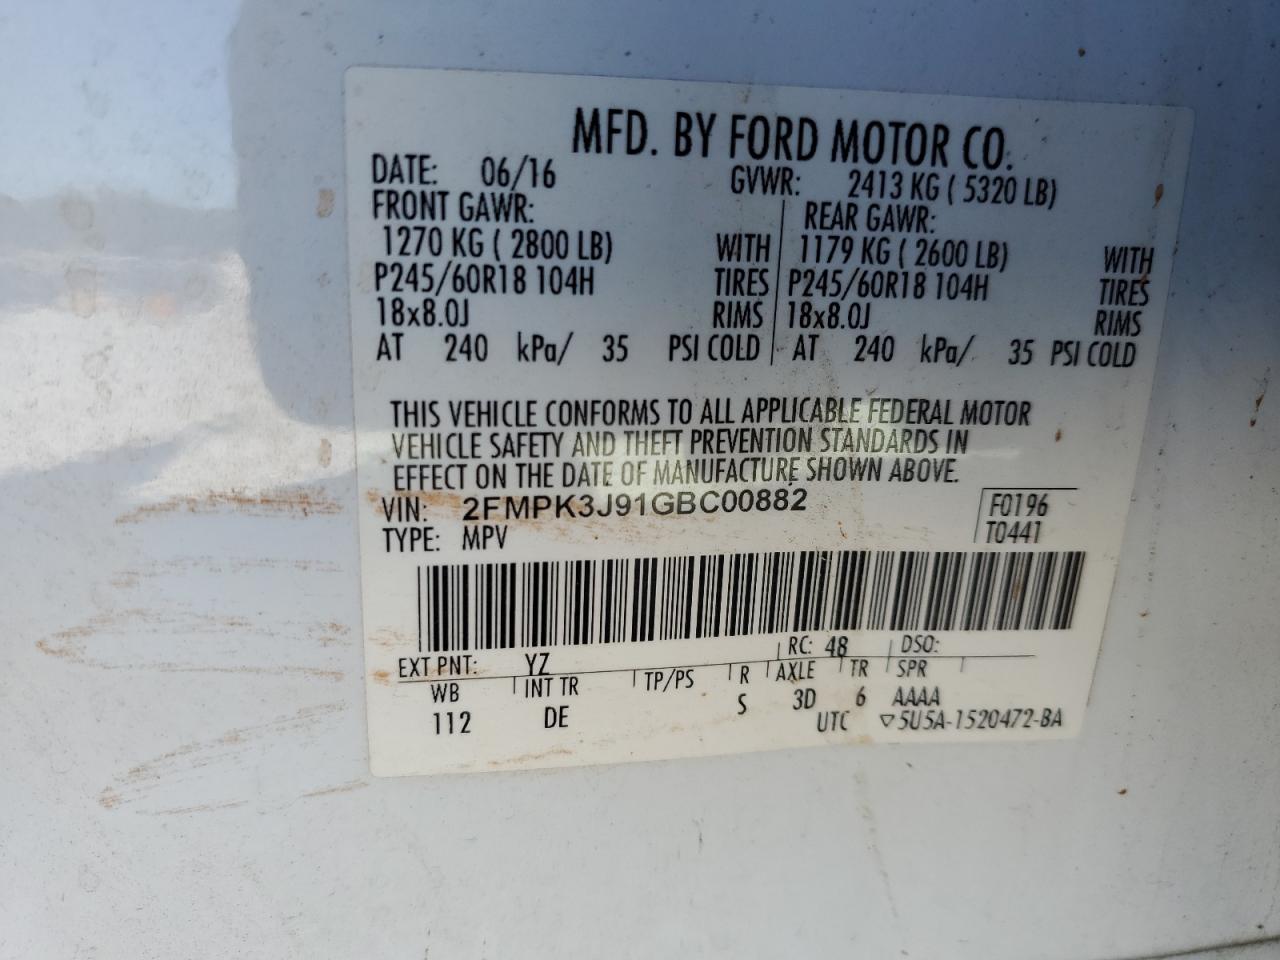 MFD. BY FORD MOTOR CO.
DATE: 06/16 GVWR: 2413 KG ( 5320 LB)
FRONT GAWR: REAR GAWR:
1270 KG ( 2800 LB) WITH 1179 KG ( 2600 LB) WITH
P245/60R18 104H TIRES P245/60R18 104H TIRES
18x8.0J RIMS 18x8.0J RIMS
AT 240 kPa/ 35 PSI COLD AT 240 kPa/ 35 PSI COLD
THIS VEHICLE CONFORMS TO ALL APPLICABLE FEDERAL MOTOR
VEHICLE SAFETY AND THEFT PREVENTION STANDARDS IN
EFFECT ON THE DATE OF MANUFACTURE SHOWN ABOVE.
VIN: 2FMPK3J91GBC00882 F0196
TYPE: MPV T0441
EXT PNT: YZ RC: 48 DSO:
WB INT TR TP/PS R AXLE TR SPR
112 DE S 3D 6 AAAA
UTC ▽5U5A-1520472-BA